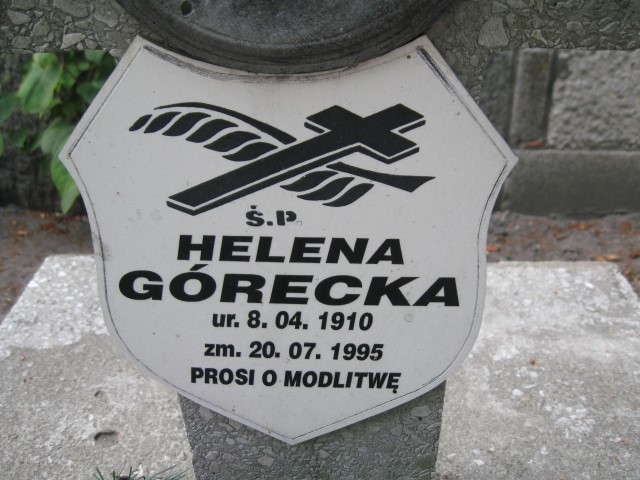 Ś.P.
HELENA
GÓRECKA
ur. 8. 04. 1910
zm. 20. 07. 1995
PROSI O MODLITWĘ